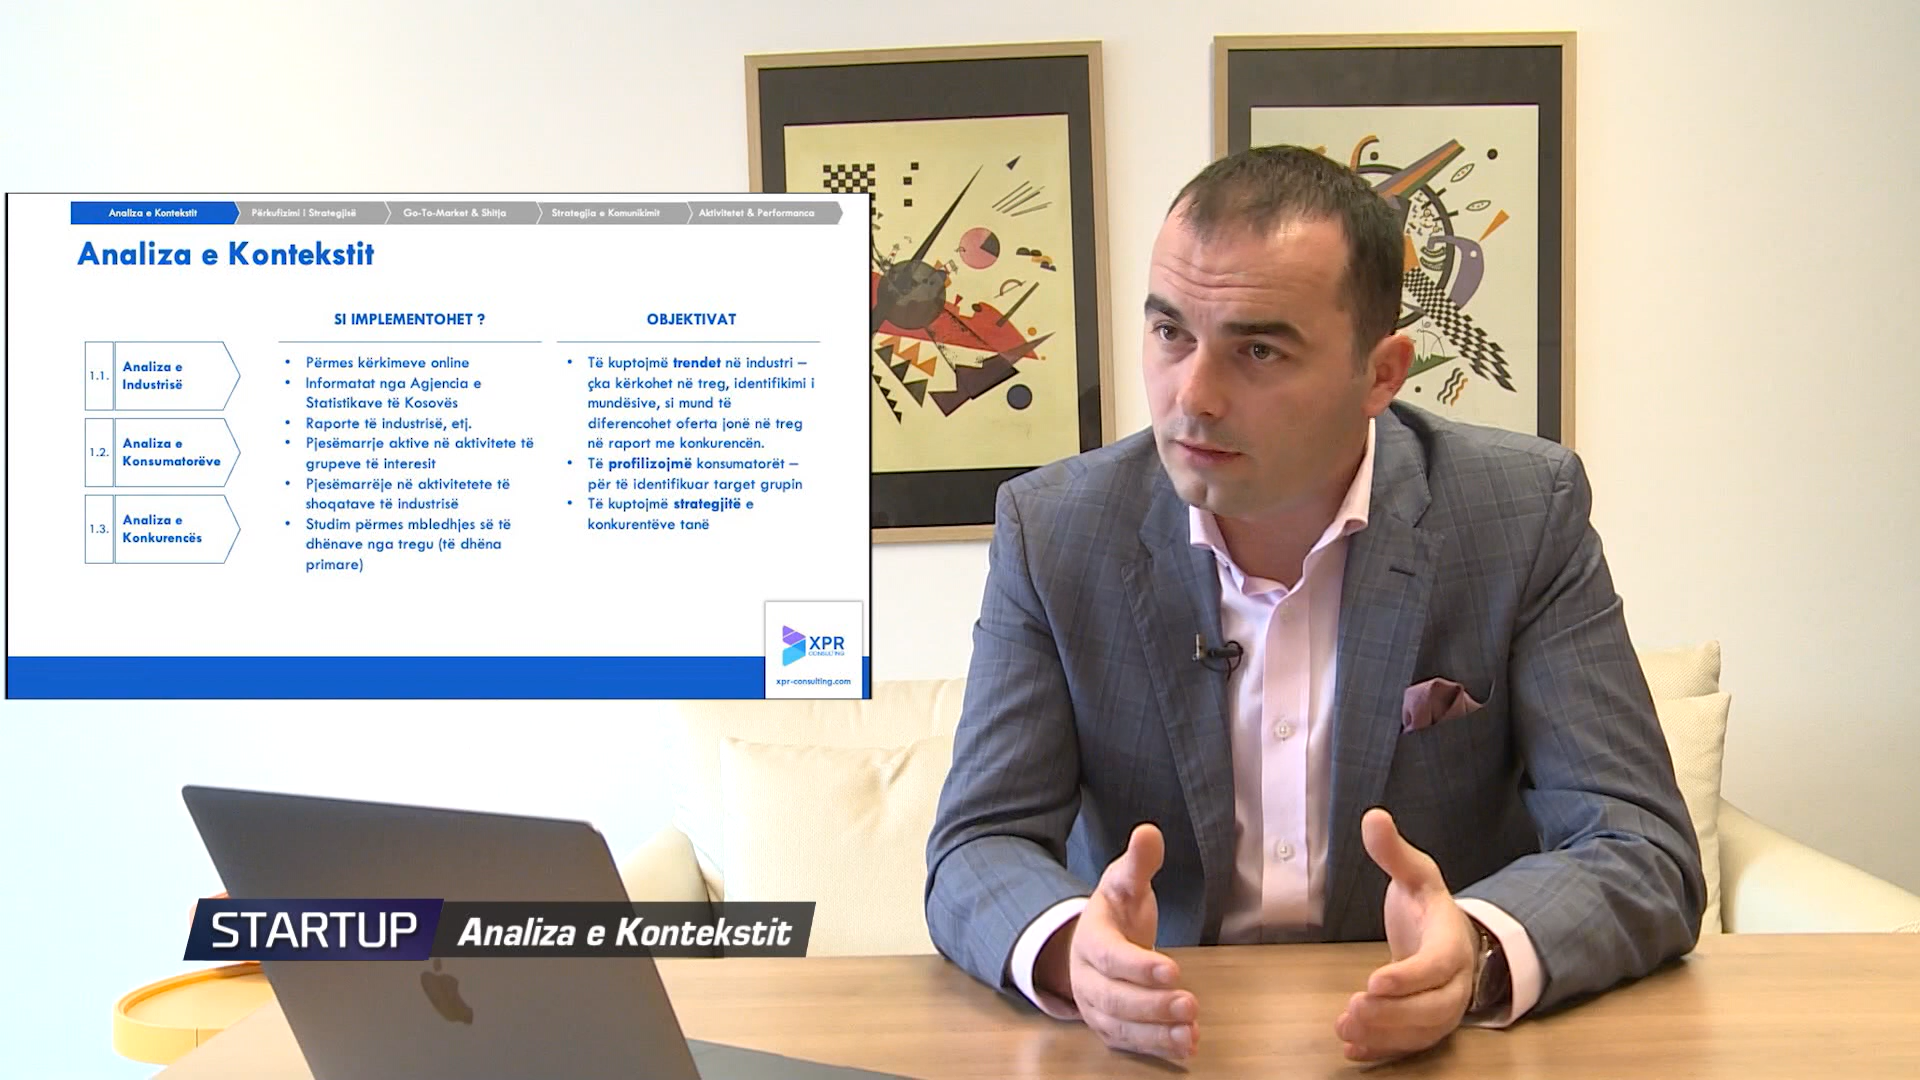 Analiza e Kontekstit
Përkufizimi i Strategjisë
Go-To-Market & Shitja
Strategjia e Komunikimit
Aktivitetet & Performanca
Analiza e Kontekstit
1.1.
Analiza e
Industrisë
1.2.
Analiza e
Konsumatorëve
1.3.
Analiza e
Konkurencës
SI IMPLEMENTOHET ?
• Përmes kërkimeve online
• Informatat nga Agjencia e
Statistikave të Kosovës
• Raporte të industrisë, etj.
• Pjesëmarrje aktive në aktivitete të
grupeve të interesit
• Pjesëmarrëje në aktivitetete të
shoqatave të industrisë
• Studim përmes mbledhjes së të
dhënave nga tregu (të dhëna
primare)
OBJEKTIVAT
• Të kuptojmë trendet në industri –
çka kërkohet në treg, identifikimi i
mundësive, si mund të
diferencohet oferta jonë në treg
në raport me konkurencën.
• Të profilizojmë konsumatorët –
për të identifikuar target grupin
• Të kuptojmë strategjitë e
konkurentëve tanë
XPR
CONSULTING
xpr-consulting.com
STARTUP
Analiza e Kontekstit